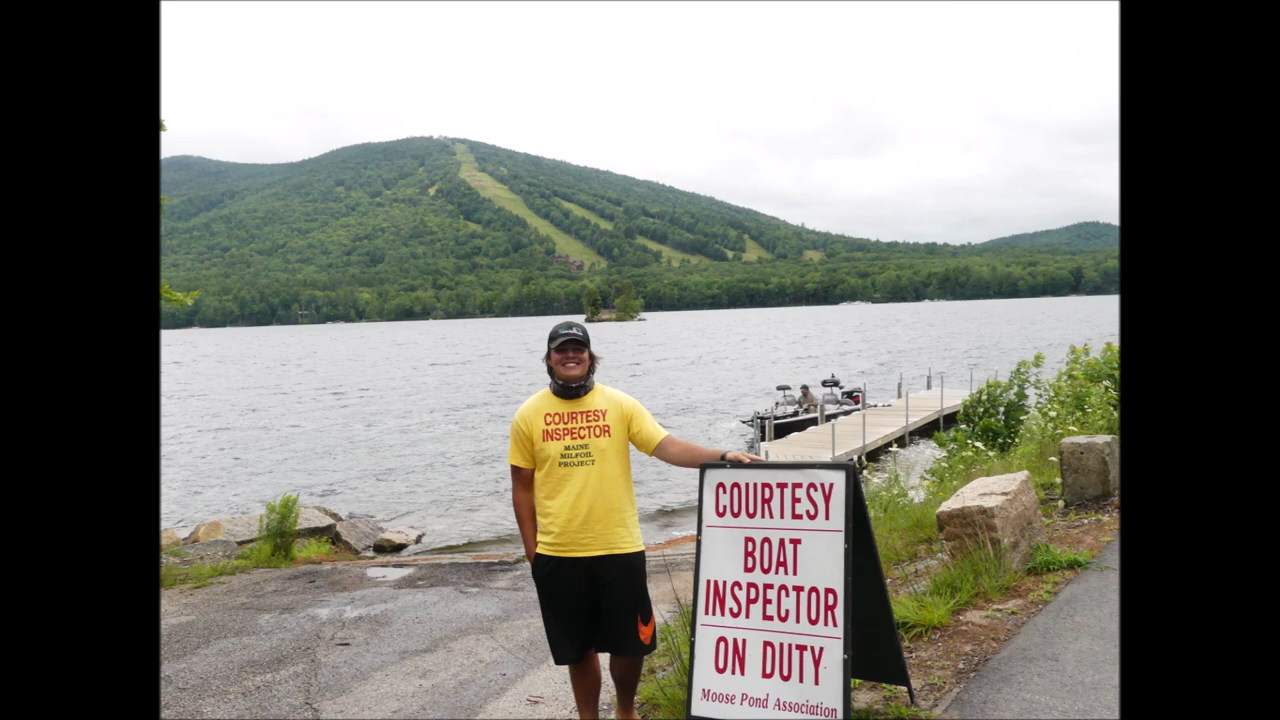 COURTESY
INSPECTOR
MAINE
MILFOIL
PROJECT
COURTESY
BOAT
INSPECTOR
ON DUTY
Moose Pond Association